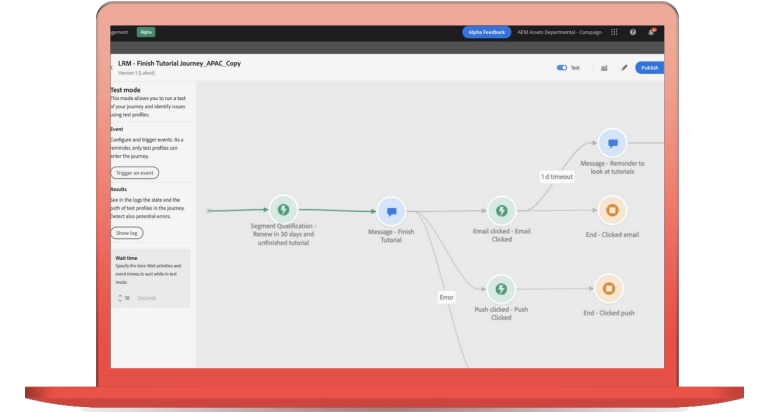 Alpha
Alpha Feedback
AEM Assets Departmental - Campaign
LRM - Finish Tutorial Journey_APAC_Copy
Version 1 (Latest)
Test
Publish
Test mode
This mode allows you to run a test
of your journey and identify issues
using test profiles.
Event
Configure and trigger events. As a
reminder, only test profiles can
enter the journey.
Trigger an event
Results
See in the logs the state and the
path of test profiles in the journey.
Detect also potential errors.
Show log
Wait time
Specify the time Wait activities and
event timeouts wait while in test
mode.
10 Seconds
Segment Qualification -
Renew in 30 days and
unfinished tutorial
Message - Finish
Tutorial
1 d timeout
Message - Reminder to
look at tutorials
Email clicked - Email
Clicked
End - Clicked email
Error
Push clicked - Push
Clicked
End - Clicked push